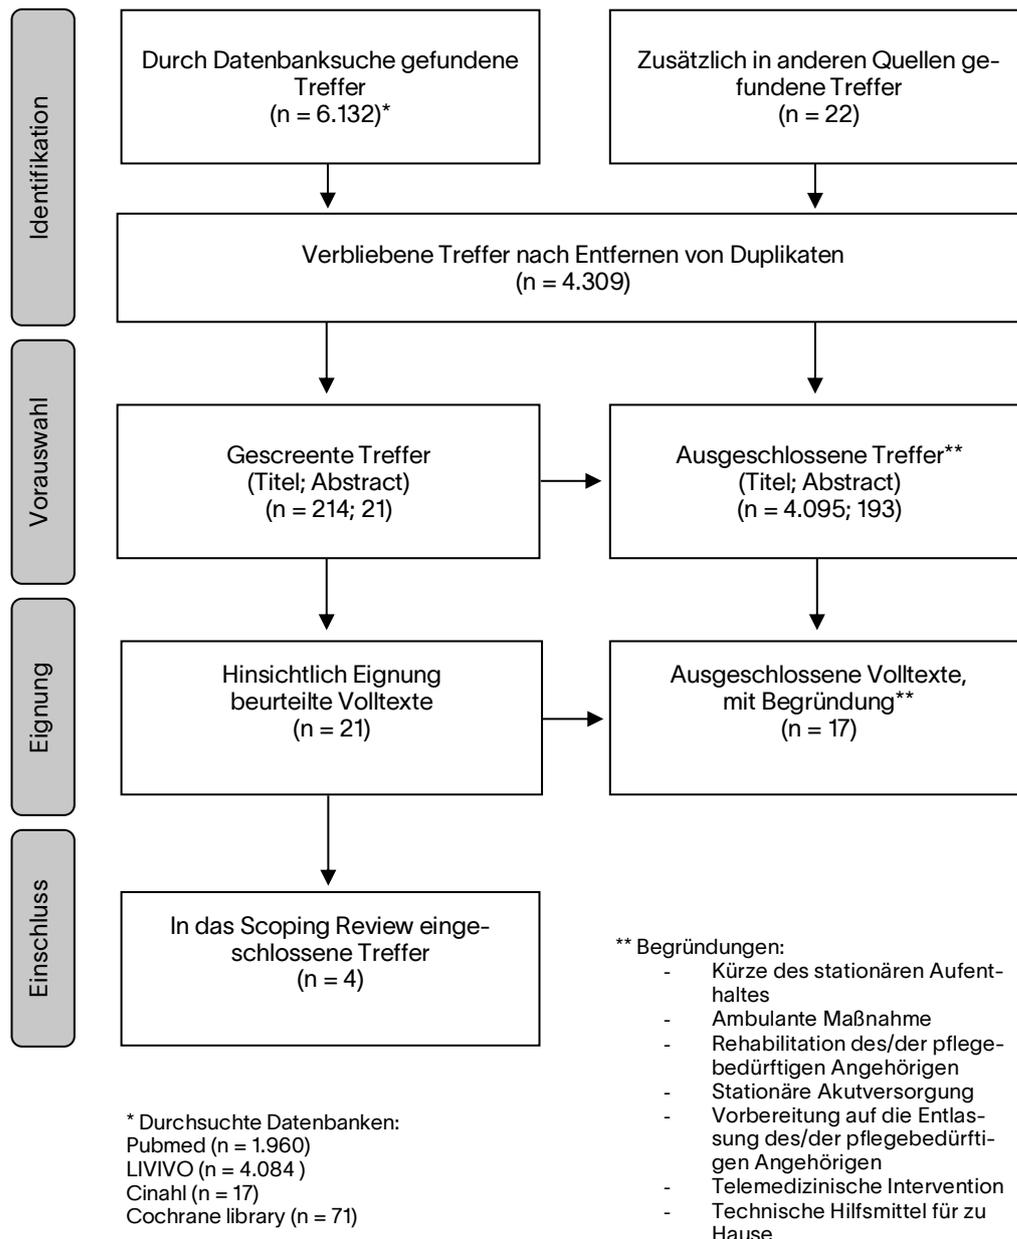 Identifikation
Durch Datenbanksuche gefundene
Treffer
(n = 6.132)*
Zusätzlich in anderen Quellen ge-
fundene Treffer
(n = 22)
Verbliebene Treffer nach Entfernen von Duplikaten
(n = 4.309)
Vorauswahl
Gescreente Treffer
(Titel; Abstract)
(n = 214; 21)
Ausgeschlossene Treffer**
(Titel; Abstract)
(n = 4.095; 193)
Eignung
Hinsichtlich Eignung
beurteilte Volltexte
(n = 21)
Ausgeschlossene Volltexte,
mit Begründung**
(n = 17)
Einschluss
In das Scoping Review einge-
schlossene Treffer
(n = 4)
* Durchsuchte Datenbanken:
Pubmed (n = 1.960)
LIVIVO (n = 4.084 )
Cinahl (n = 17)
Cochrane library (n = 71)
** Begründungen:
- Kürze des stationären Aufent-
haltes
- Ambulante Maßnahme
- Rehabilitation des/der pflege-
bedürftigen Angehörigen
- Stationäre Akutversorgung
- Vorbereitung auf die Entlas-
sung des/der pflegebedürfti-
gen Angehörigen
- Telemedizinische Intervention
- Technische Hilfsmittel für zu
Hause